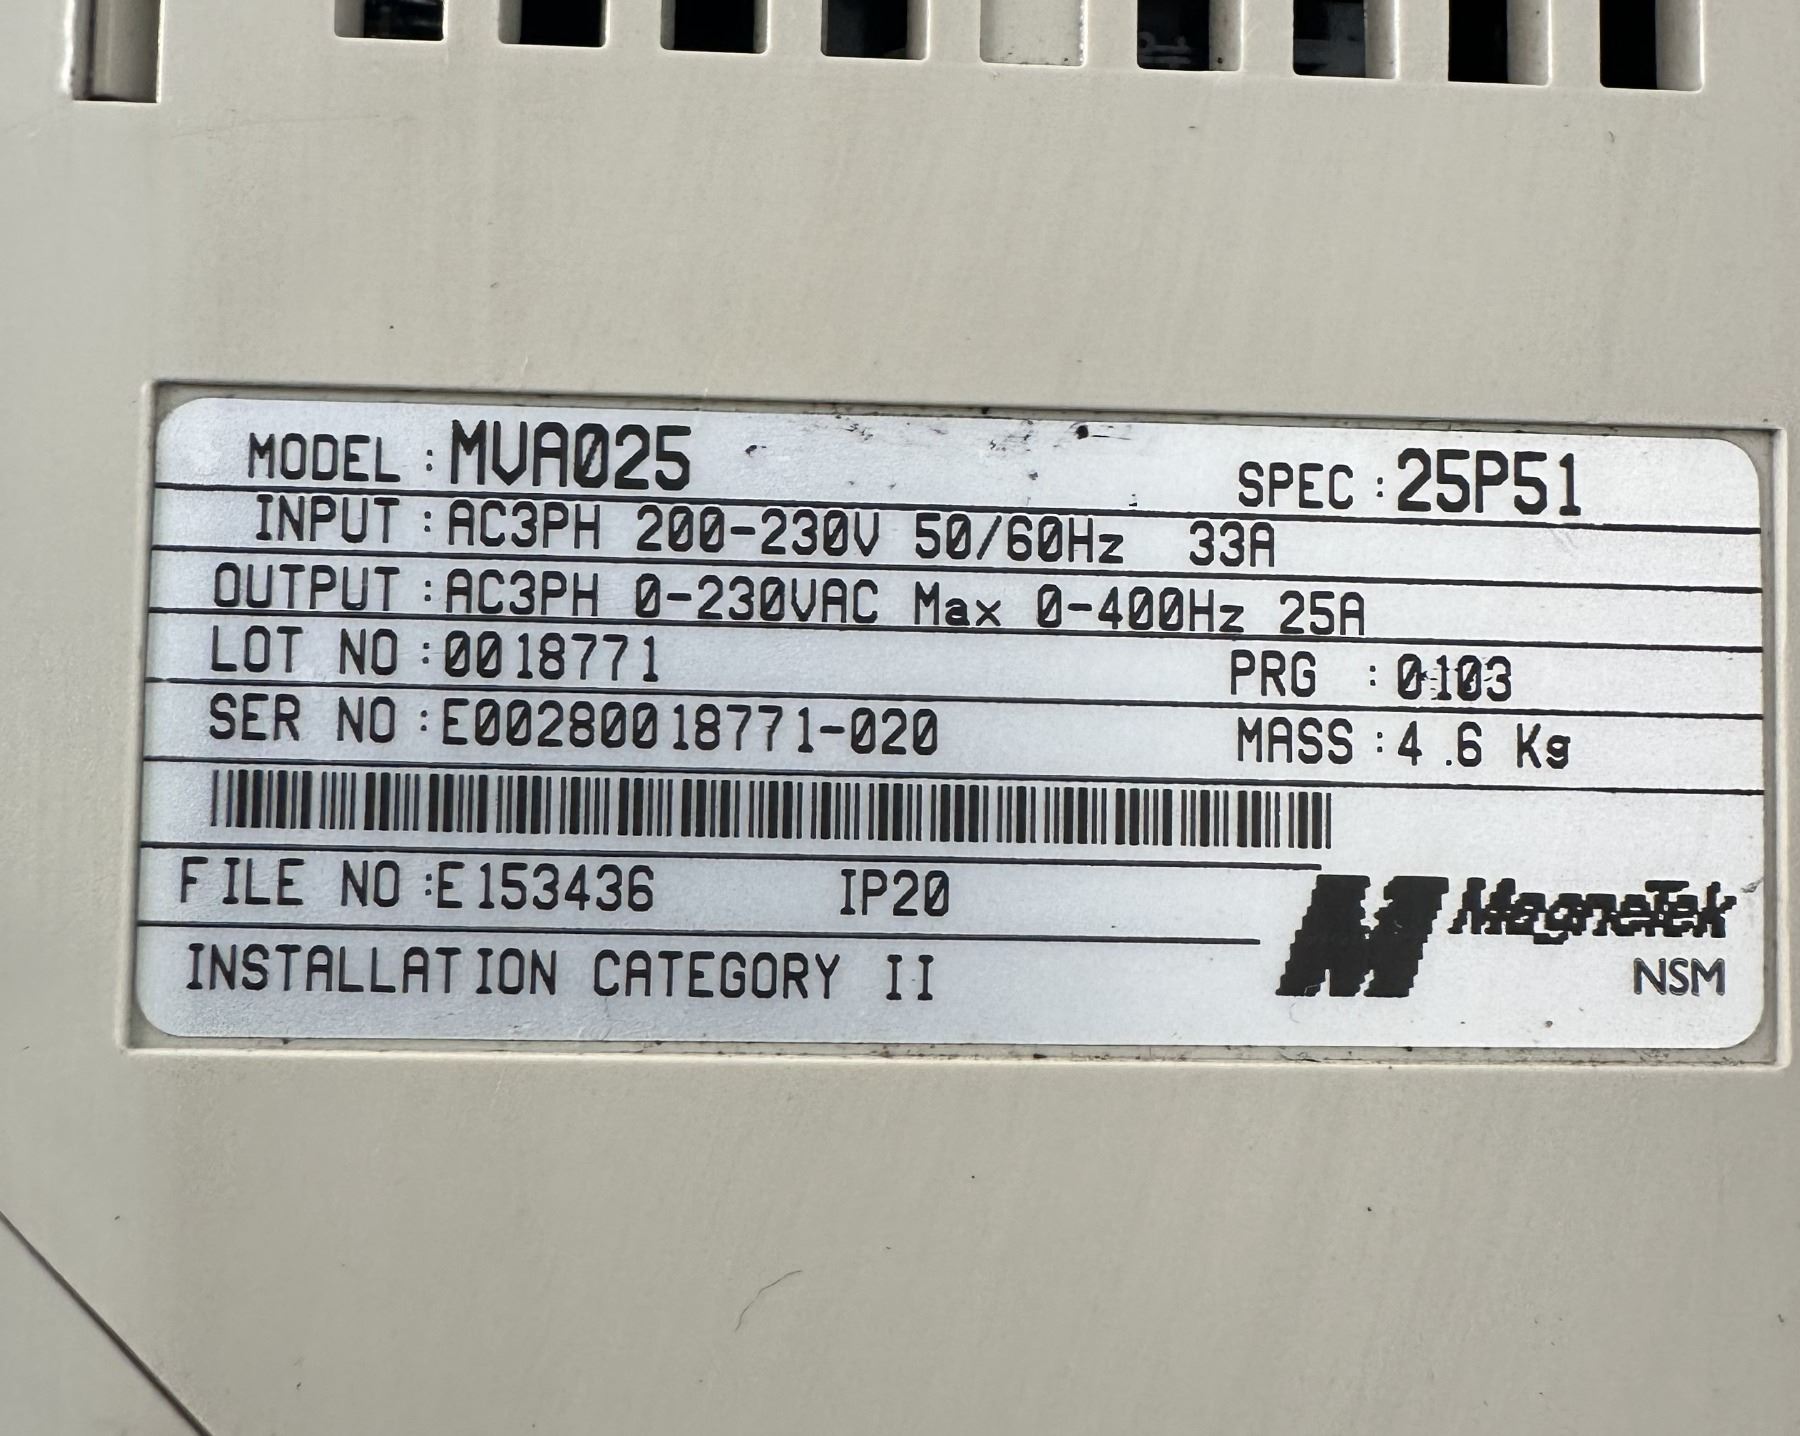 MODEL : MVA025 SPEC : 25P51
INPUT : AC3PH 200-230V 50/60Hz 33A
OUTPUT : AC3PH 0-230VAC Max 0-400Hz 25A
LOT NO : 0018771 PRG : 0103
SER NO : E00280018771-020 MASS : 4.6 Kg
FILE NO : E153436 IP20
MagneTek
NSM
INSTALLATION CATEGORY II